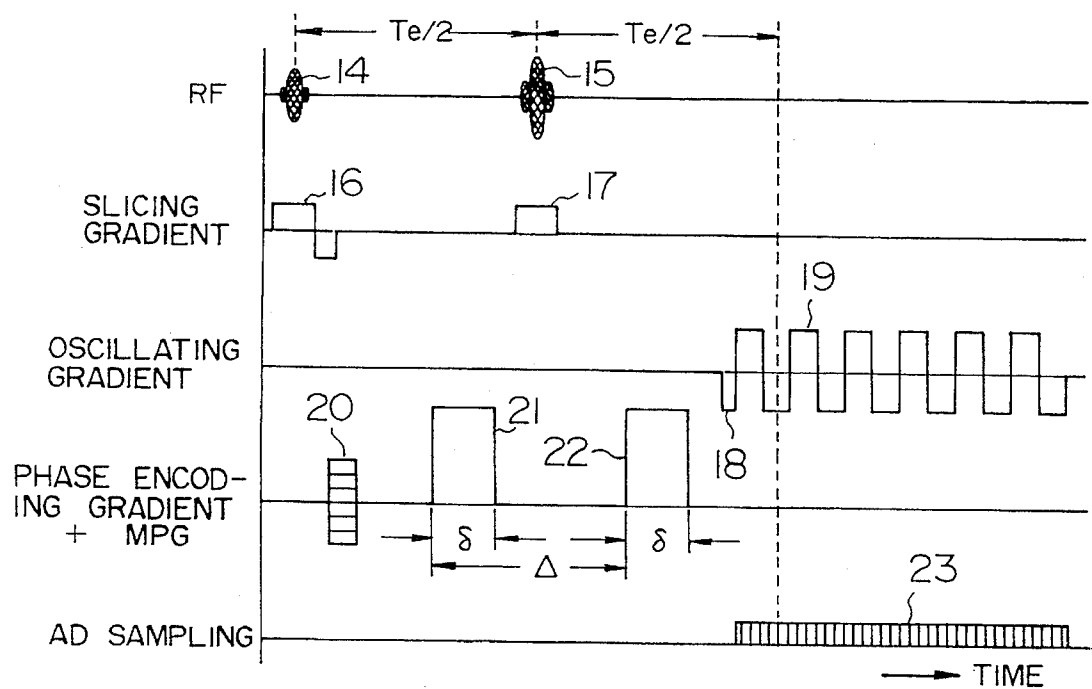 Te/2 Te/2
14 15
RF
16 17
SLICING
GRADIENT
19
OSCILLATING
GRADIENT
18
20 21 22
PHASE ENCOD-
ING GRADIENT
+ MPG
δ δ
Δ
23
AD SAMPLING
TIME